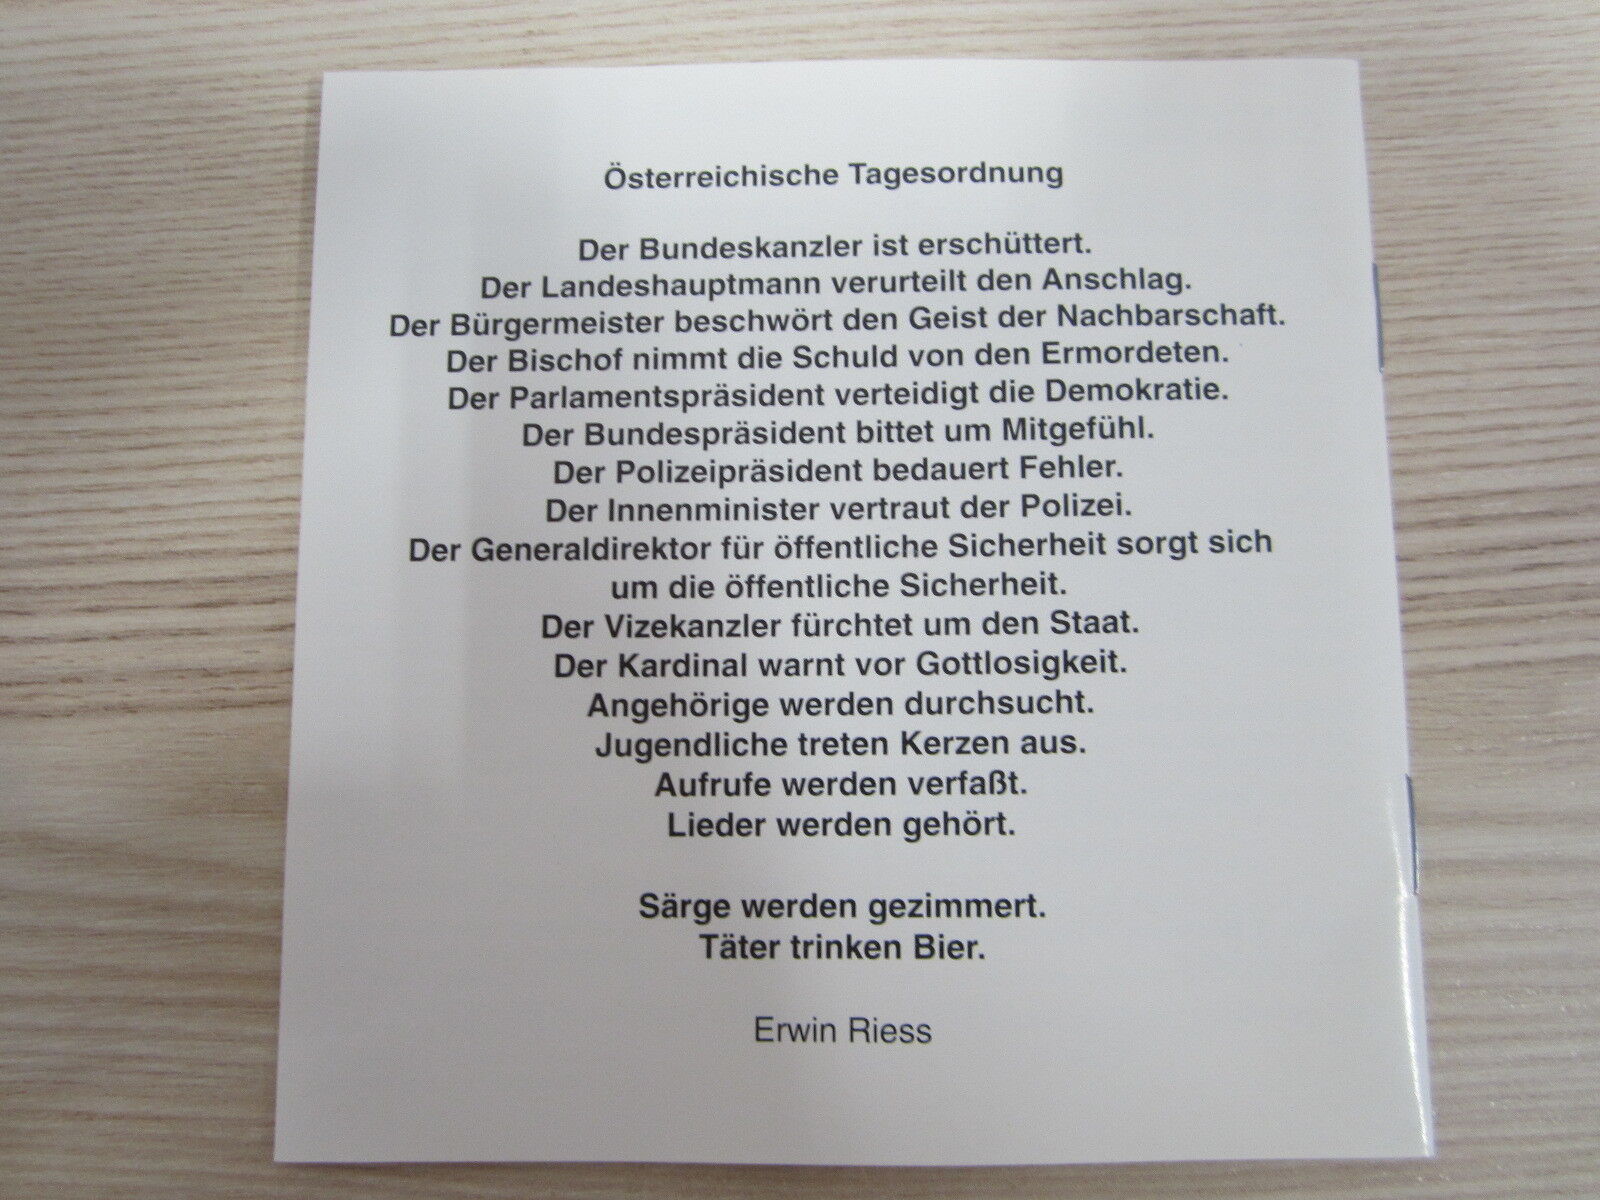 Österreichische Tagesordnung
Der Bundeskanzler ist erschüttert.
Der Landeshauptmann verurteilt den Anschlag.
Der Bürgermeister beschwört den Geist der Nachbarschaft.
Der Bischof nimmt die Schuld von den Ermordeten.
Der Parlamentspräsident verteidigt die Demokratie.
Der Bundespräsident bittet um Mitgefühl.
Der Polizeipräsident bedauert Fehler.
Der Innenminister vertraut der Polizei.
Der Generaldirektor für öffentliche Sicherheit sorgt sich
um die öffentliche Sicherheit.
Der Vizekanzler fürchtet um den Staat.
Der Kardinal warnt vor Gottlosigkeit.
Angehörige werden durchsucht.
Jugendliche treten Kerzen aus.
Aufrufe werden verfaßt.
Lieder werden gehört.
Särge werden gezimmert.
Täter trinken Bier.
Erwin Riess